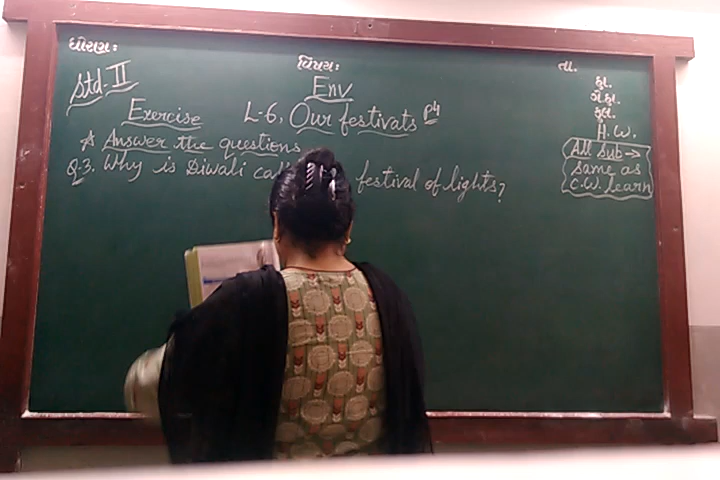 ધોરણઃ
વિષયઃ
તા.
Std-II
Env
હા.
ગે.હા.
કુલ.
Exercise
L-6. Our festivals P4
H.W.
A Answer the questions
All Sub →
same as
C.W. Learn
Q.3. Why is Diwali festival of lights?